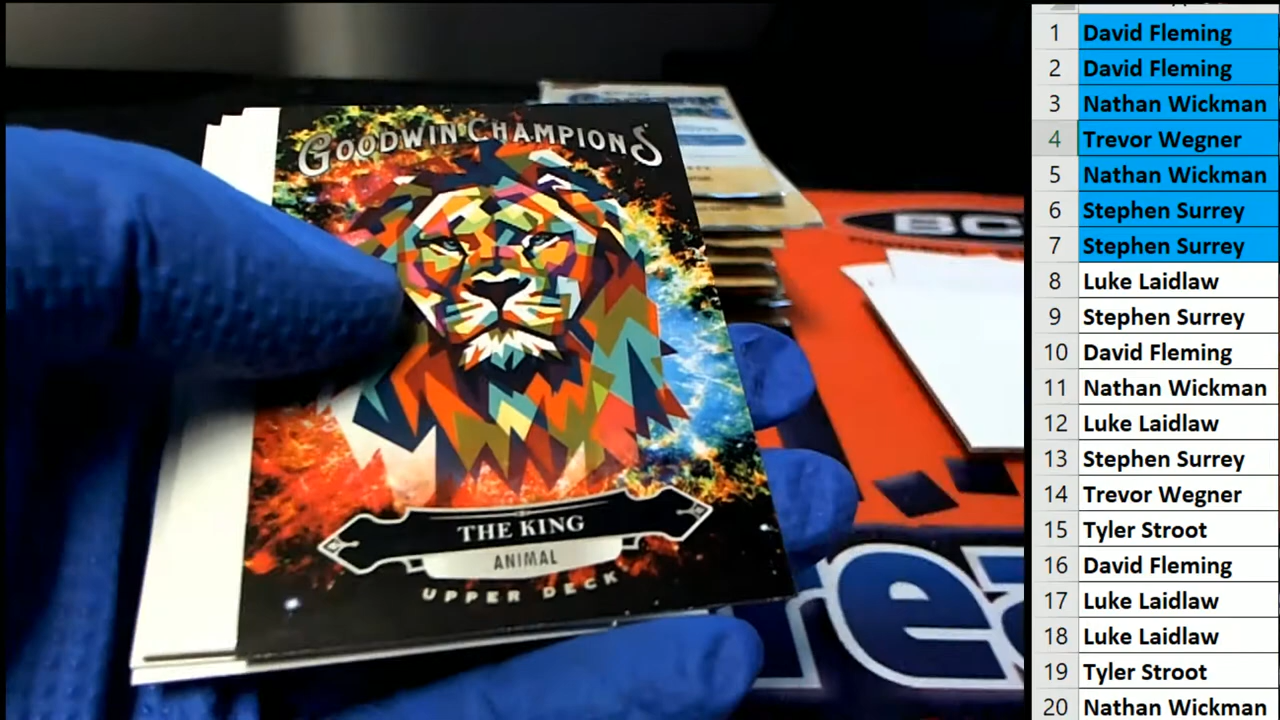 GOODWIN CHAMPIONS
THE KING
ANIMAL
UPPER DECK
BC
rea
1 David Fleming
2 David Fleming
3 Nathan Wickman
4 Trevor Wegner
5 Nathan Wickman
6 Stephen Surrey
7 Stephen Surrey
8 Luke Laidlaw
9 Stephen Surrey
10 David Fleming
11 Nathan Wickman
12 Luke Laidlaw
13 Stephen Surrey
14 Trevor Wegner
15 Tyler Stroot
16 David Fleming
17 Luke Laidlaw
18 Luke Laidlaw
19 Tyler Stroot
20 Nathan Wickman